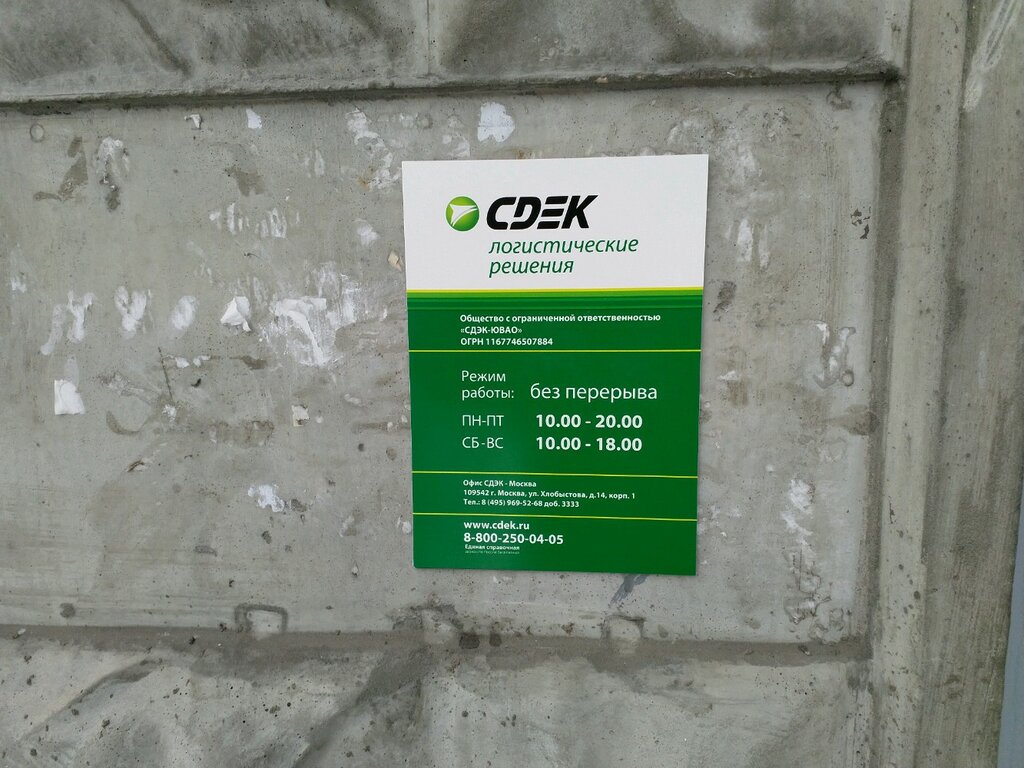 CDEK
логистические
решения
Общество с ограниченной ответственностью
«СДЭК-ЮВАО»
ОГРН 1167746507884
Режим
работы: без перерыва
ПН-ПТ 10.00 - 20.00
СБ-ВС 10.00 - 18.00
Офис СДЭК - Москва
109542 г. Москва, ул. Хлобыстова, д.14, корп. 1
Тел.: 8 (495) 969-52-68 доб. 3333
www.cdek.ru
8-800-250-04-05
Единая справочная